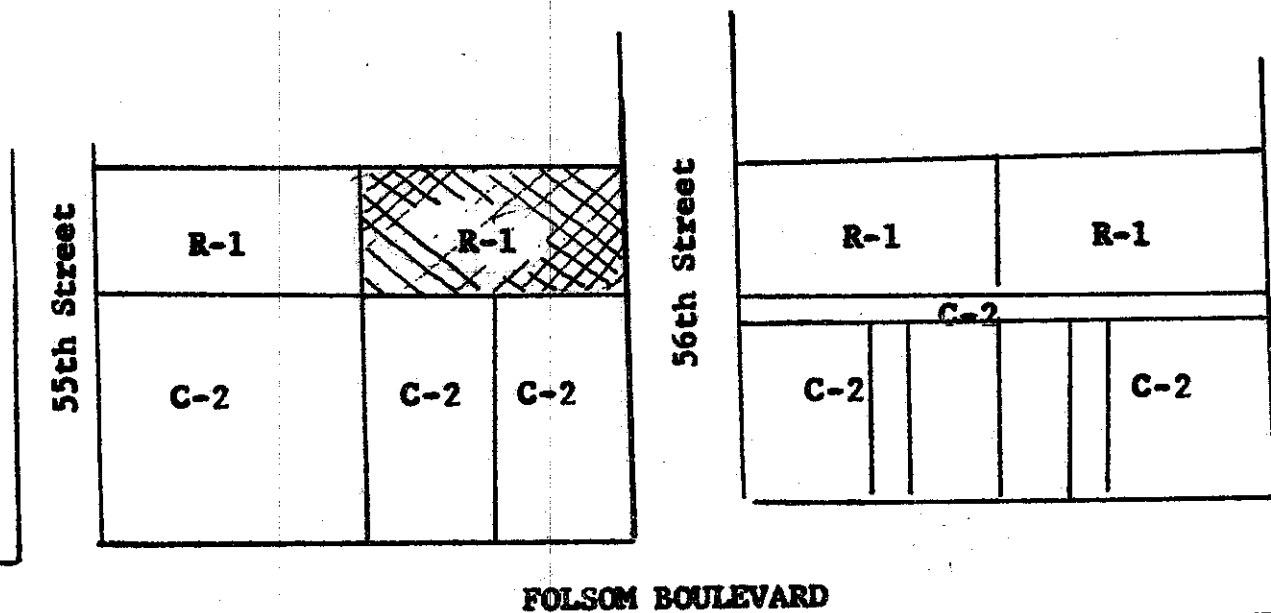 55th Street
R-1
R-1
C-2
C-2
C-2
56th Street
R-1
R-1
C-2
C-2
C-2
FOLSOM BOULEVARD